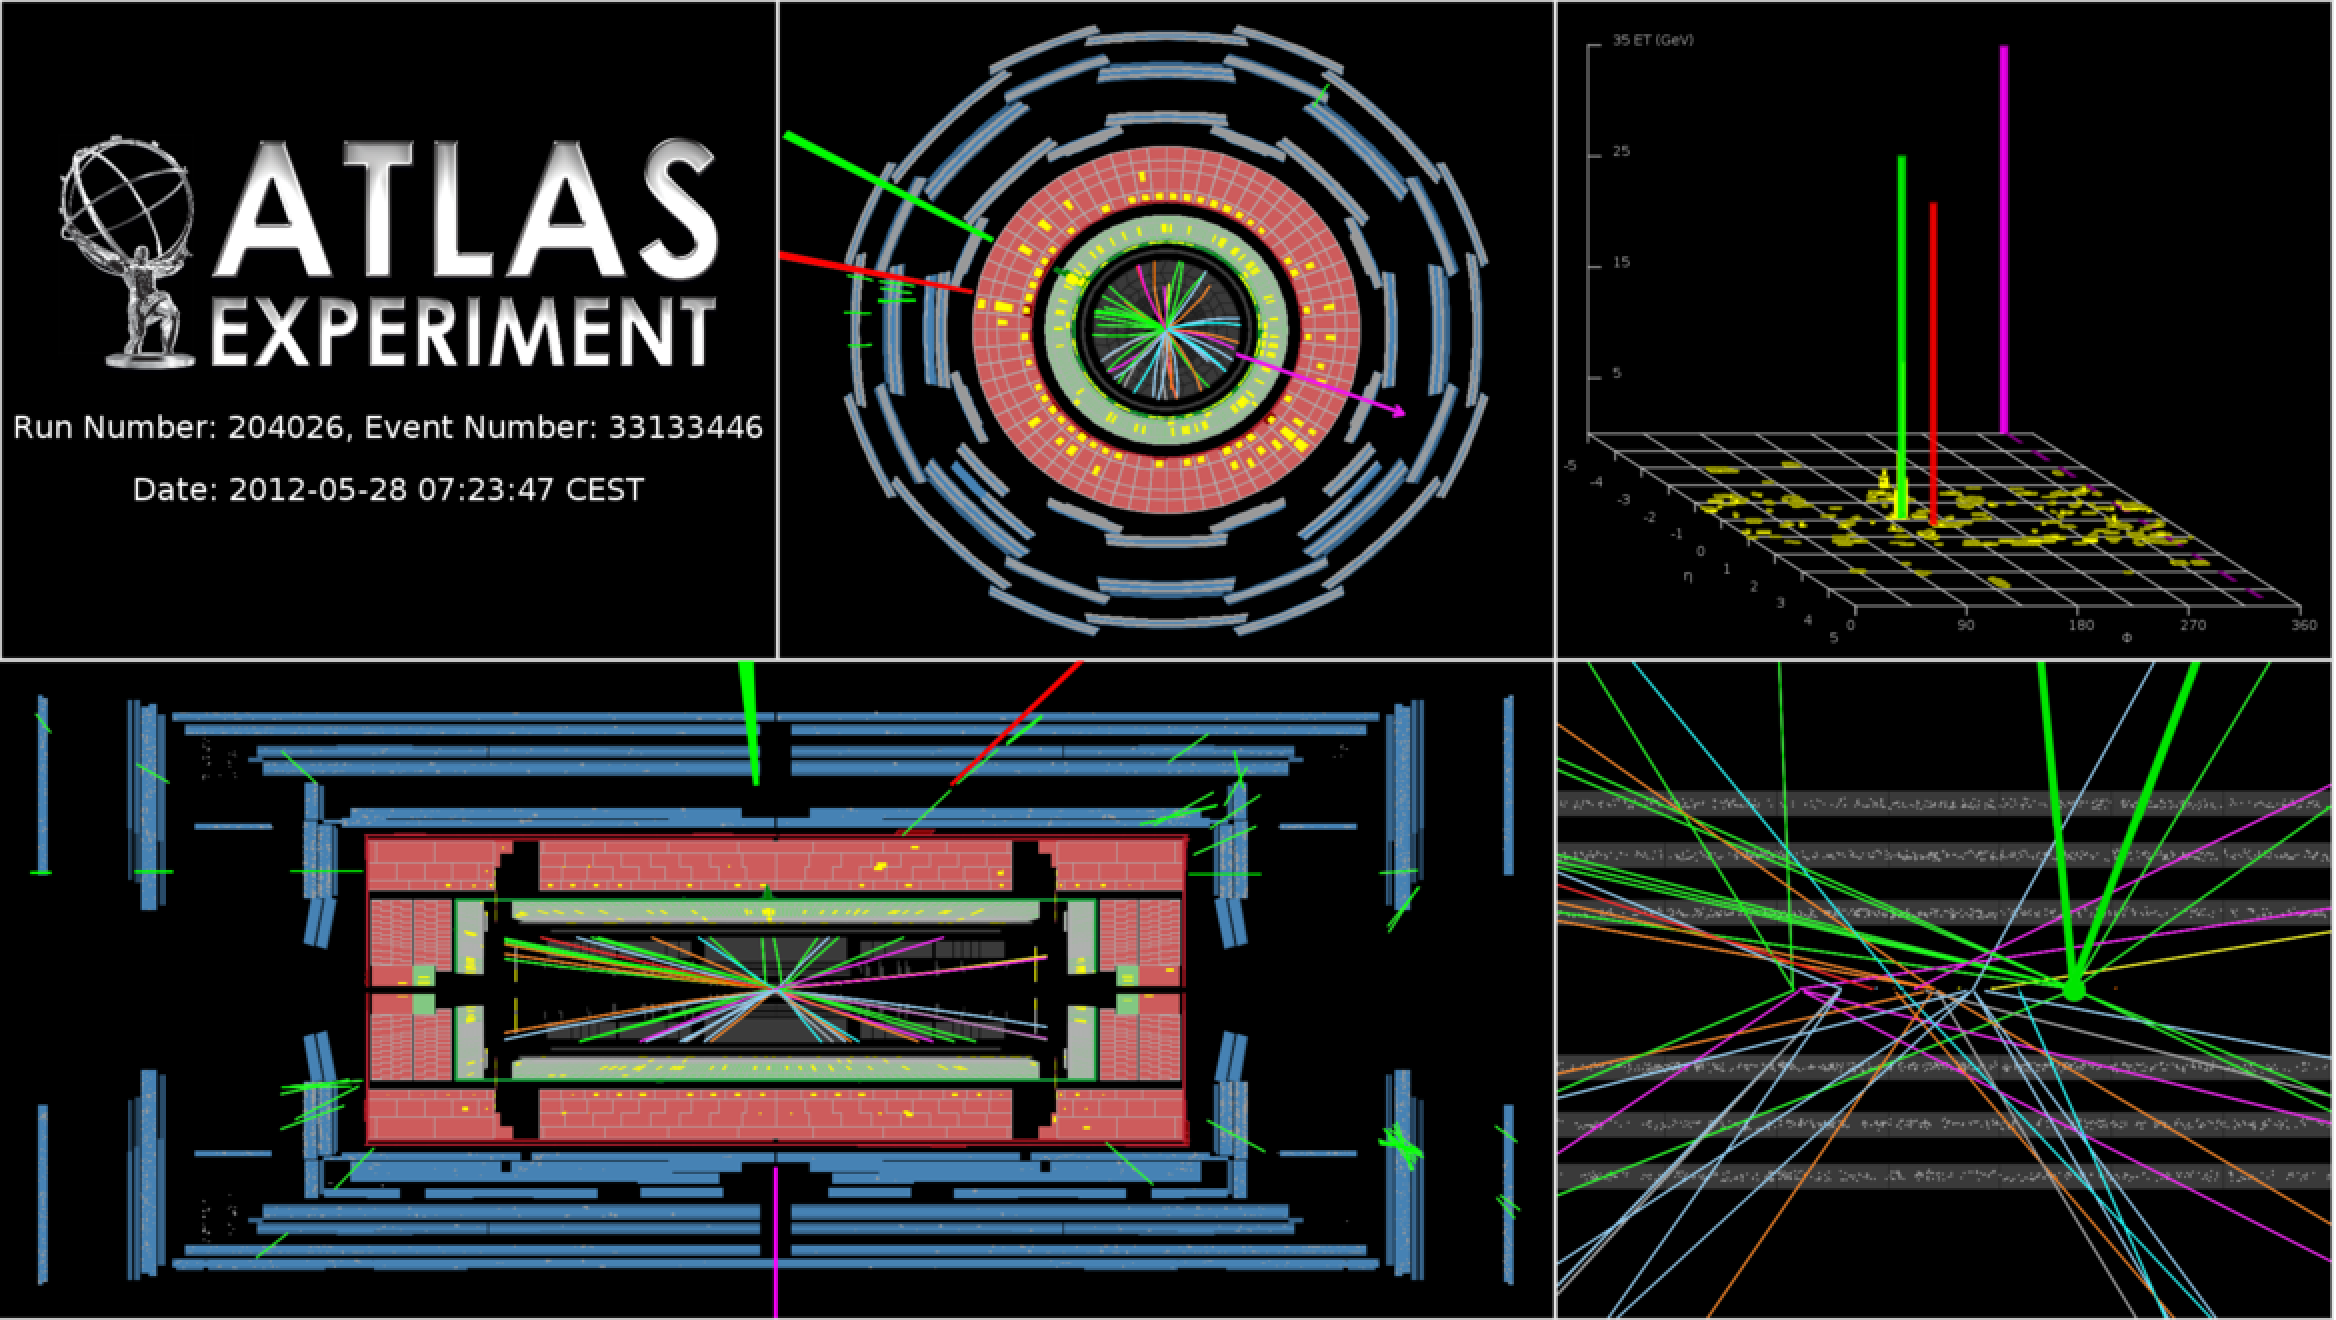 ATLAS
EXPERIMENT
Run Number: 204026, Event Number: 33133446
Date: 2012-05-28 07:23:47 CEST
35 ET (GeV)
25
15
5
-5
-4
-3
-2
-1
0
η
1
2
3
4
5
0
90
180
Φ
270
360